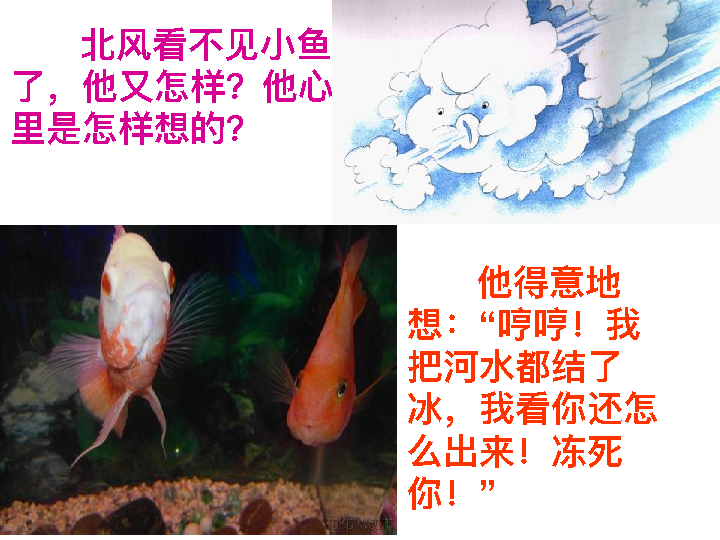 北风看不见小鱼
了，他又怎样？他心
里是怎样想的？
他得意地
想：“哼哼！我
把河水都结了
冰，我看你还怎
么出来！冻死
你！”